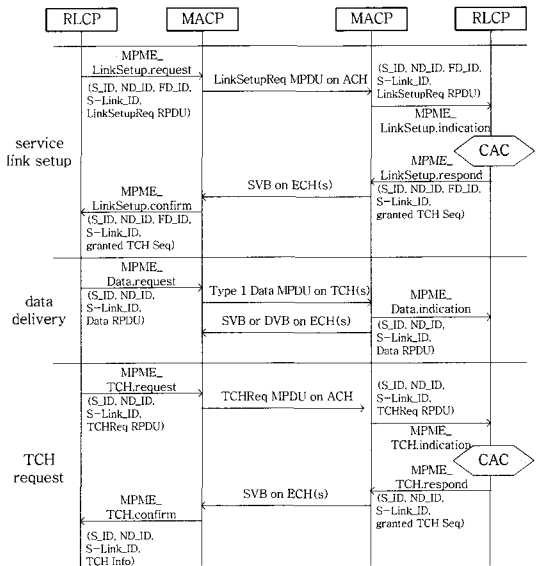 RLCP
MACP
MACP
RLCP
service
link setup
MPME_
LinkSetup.request
(S_ID, ND_ID, FD_ID,
S-Link_ID,
LinkSetupReq RPDU)
LinkSetupReq MPDU on ACH
(S_ID, ND_ID, FD_ID,
S-Link_ID,
LinkSetupReq RPDU)
MPME_
LinkSetup.indication
CAC
MPME_
LinkSetup.respond
(S_ID, ND_ID, FD_ID,
S-Link_ID,
granted TCH Seq)
SVB on ECH(s)
MPME_
LinkSetup.confirm
(S_ID, ND_ID, FD_ID,
S-Link_ID,
granted TCH Seq)
data
delivery
MPME_
Data.request
(S_ID, ND_ID,
S-Link_ID,
Data RPDU)
Type 1 Data MPDU on TCH(s)
SVB or DVB on ECH(s)
MPME_
Data.indication
(S_ID, ND_ID,
S-Link_ID,
Data RPDU)
TCH
request
MPME_
TCH.request
(S_ID, ND_ID,
S-Link_ID,
TCHReq RPDU)
TCHReq MPDU on ACH
(S_ID, ND_ID,
S-Link_ID,
TCHReq RPDU)
MPME_
TCH.indication
CAC
MPME_
TCH.respond
(S_ID, ND_ID,
S-Link_ID,
granted TCH Seq)
SVB on ECH(s)
MPME_
TCH.confirm
(S_ID, ND_ID,
S-Link_ID,
TCH Info)